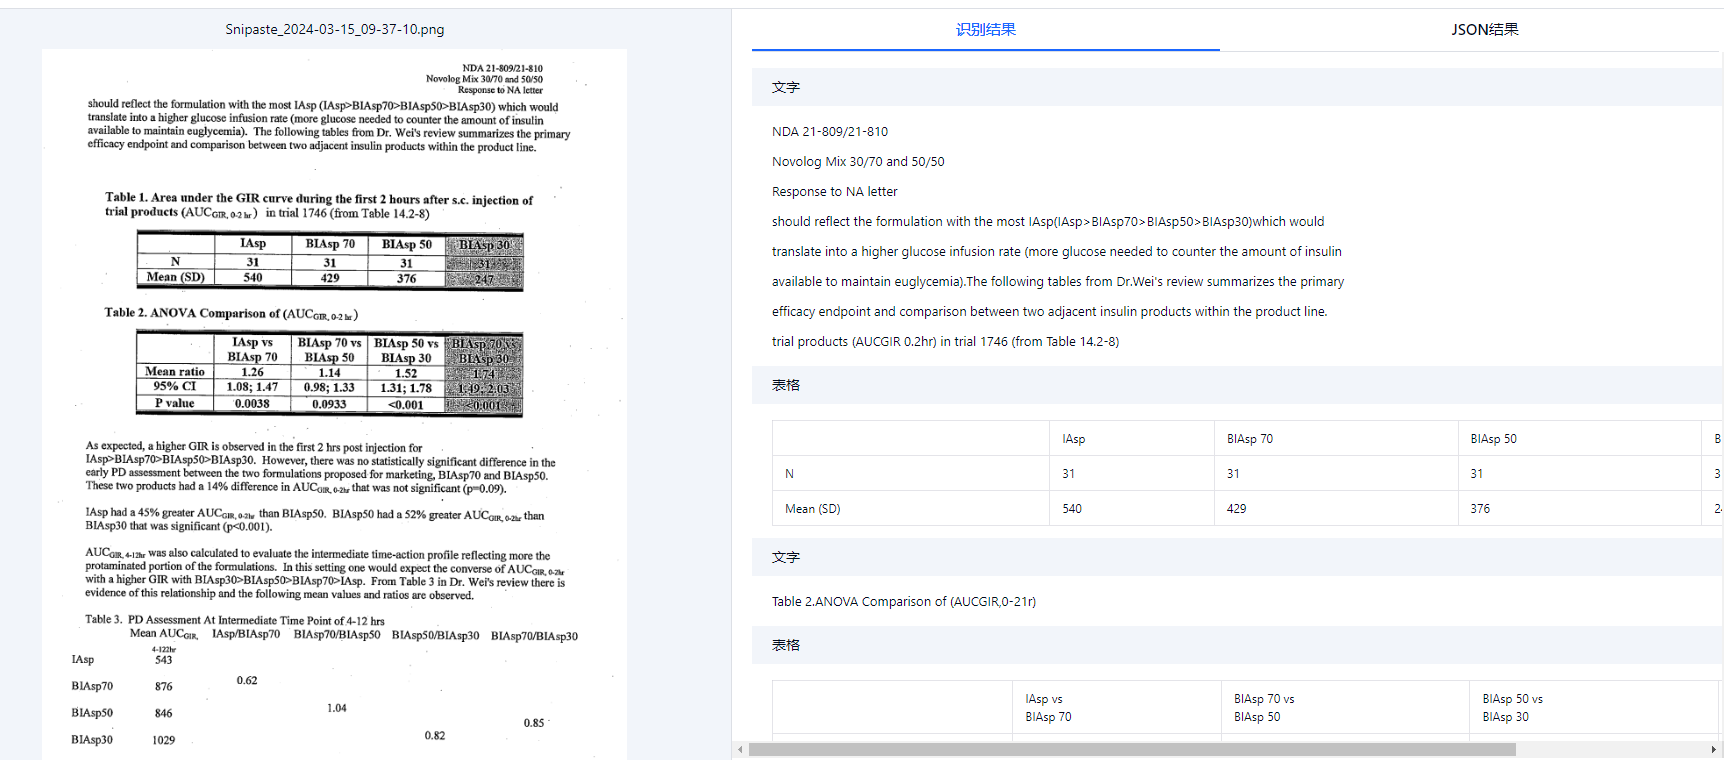 Snipaste_2024-03-15_09-37-10.png
NDA 21-809/21-810
Novolog Mix 30/70 and 50/50
Response to NA letter
should reflect the formulation with the most IAsp (IAsp>BIAsp70>BIAsp50>BIAsp30) which would
translate into a higher glucose infusion rate (more glucose needed to counter the amount of insulin
available to maintain euglycemia). The following tables from Dr. Wei's review summarizes the primary
efficacy endpoint and comparison between two adjacent insulin products within the product line.
Table 1. Area under the GIR curve during the first 2 hours after s.c. injection of
trial products (AUCGIR, 0-2 hr) in trial 1746 (from Table 14.2-8)
IAsp BIAsp 70 BIAsp 50 BIAsp 30
N 31 31 31 31
Mean (SD) 540 429 376 247
Table 2. ANOVA Comparison of (AUCGIR, 0-2 hr)
IAsp vs BIAsp 70 vs BIAsp 50 vs BIAsp 70 vs
BIAsp 70 BIAsp 50 BIAsp 30 BIAsp 30
Mean ratio 1.26 1.14 1.52 1.74
95% CI 1.08; 1.47 0.98; 1.33 1.31; 1.78 1.49; 2.03
P value 0.0038 0.0933 <0.001 <0.001
As expected, a higher GIR is observed in the first 2 hrs post injection for
IAsp>BIAsp70>BIAsp50>BIAsp30. However, there was no statistically significant difference in the
early PD assessment between the two formulations proposed for marketing, BIAsp70 and BIAsp50.
These two products had a 14% difference in AUCGIR, 0-2hr that was not significant (p=0.09).
IAsp had a 45% greater AUCGIR, 0-2hr than BIAsp50. BIAsp50 had a 52% greater AUCGIR, 0-2hr than
BIAsp30 that was significant (p<0.001).
AUCGIR, 4-12hr was also calculated to evaluate the intermediate time-action profile reflecting more the
protaminated portion of the formulations. In this setting one would expect the converse of AUCGIR, 0-2hr
with a higher GIR with BIAsp30>BIAsp50>BIAsp70>IAsp. From Table 3 in Dr. Wei's review there is
evidence of this relationship and the following mean values and ratios are observed.
Table 3. PD Assessment At Intermediate Time Point of 4-12 hrs
Mean AUCGIR, IAsp/BIAsp70 BIAsp70/BIAsp50 BIAsp50/BIAsp30 BIAsp70/BIAsp30
4-122hr
IAsp 543
0.62
BIAsp70 876
1.04
BIAsp50 846
0.85
0.82
BIAsp30 1029
识别结果 JSON结果
文字
NDA 21-809/21-810
Novolog Mix 30/70 and 50/50
Response to NA letter
should reflect the formulation with the most IAsp(IAsp>BIAsp70>BIAsp50>BIAsp30)which would
translate into a higher glucose infusion rate (more glucose needed to counter the amount of insulin
available to maintain euglycemia).The following tables from Dr.Wei's review summarizes the primary
efficacy endpoint and comparison between two adjacent insulin products within the product line.
trial products (AUCGIR 0.2hr) in trial 1746 (from Table 14.2-8)
表格
IAsp BIAsp 70 BIAsp 50 B
N 31 31 31 3
Mean (SD) 540 429 376 2
文字
Table 2.ANOVA Comparison of (AUCGIR,0-21r)
表格
IAsp vs BIAsp 70 vs BIAsp 50 vs
BIAsp 70 BIAsp 50 BIAsp 30